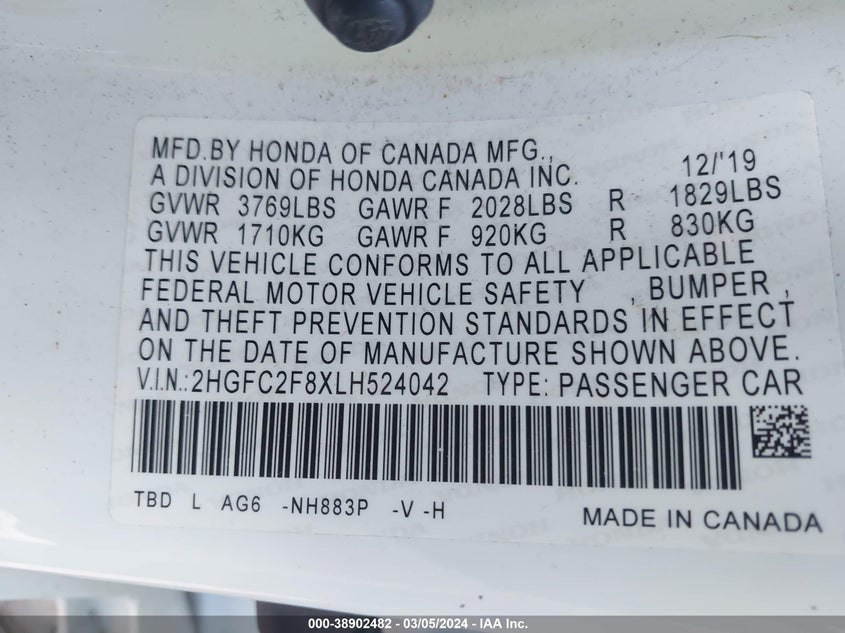 MFD.BY HONDA OF CANADA MFG., 12/'19
A DIVISION OF HONDA CANADA INC.
GVWR 3769LBS GAWR F 2028LBS R 1829LBS
GVWR 1710KG GAWR F 920KG R 830KG
THIS VEHICLE CONFORMS TO ALL APPLICABLE
FEDERAL MOTOR VEHICLE SAFETY , BUMPER ,
AND THEFT PREVENTION STANDARDS IN EFFECT
ON THE DATE OF MANUFACTURE SHOWN ABOVE.
V.I.N.:2HGFC2F8XLH524042 TYPE: PASSENGER CAR
TBD L AG6 -NH883P -V -H MADE IN CANADA
000-38902482 - 03/05/2024 - IAA Inc.